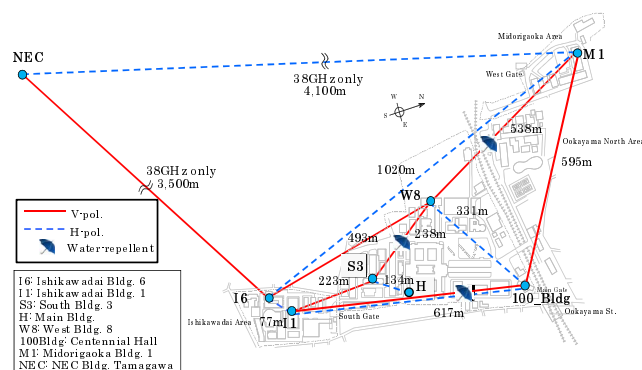 Midorigaoka Area
NEC
M1
West Gate
38GHz only
4,100m
W
N
S
E
538m
Ookayama North Area
595m
38GHz only
3,500m
1020m
W8
331m
V-pol.
H-pol.
Water-repellent
493m
238m
S3
223m
134m
H
I6: Ishikawadai Bldg. 6
I1: Ishikawadai Bldg. 1
S3: South Bldg. 3
H: Main Bldg.
W8: West Bldg. 8
100Bldg: Centennial Hall
M1: Midorigaoka Bldg. 1
NEC: NEC Bldg. Tamagawa
I6
Main Gate
100_Bldg
Ishikawadai Area
77m
I1
South Gate
617m
Ookayama St.